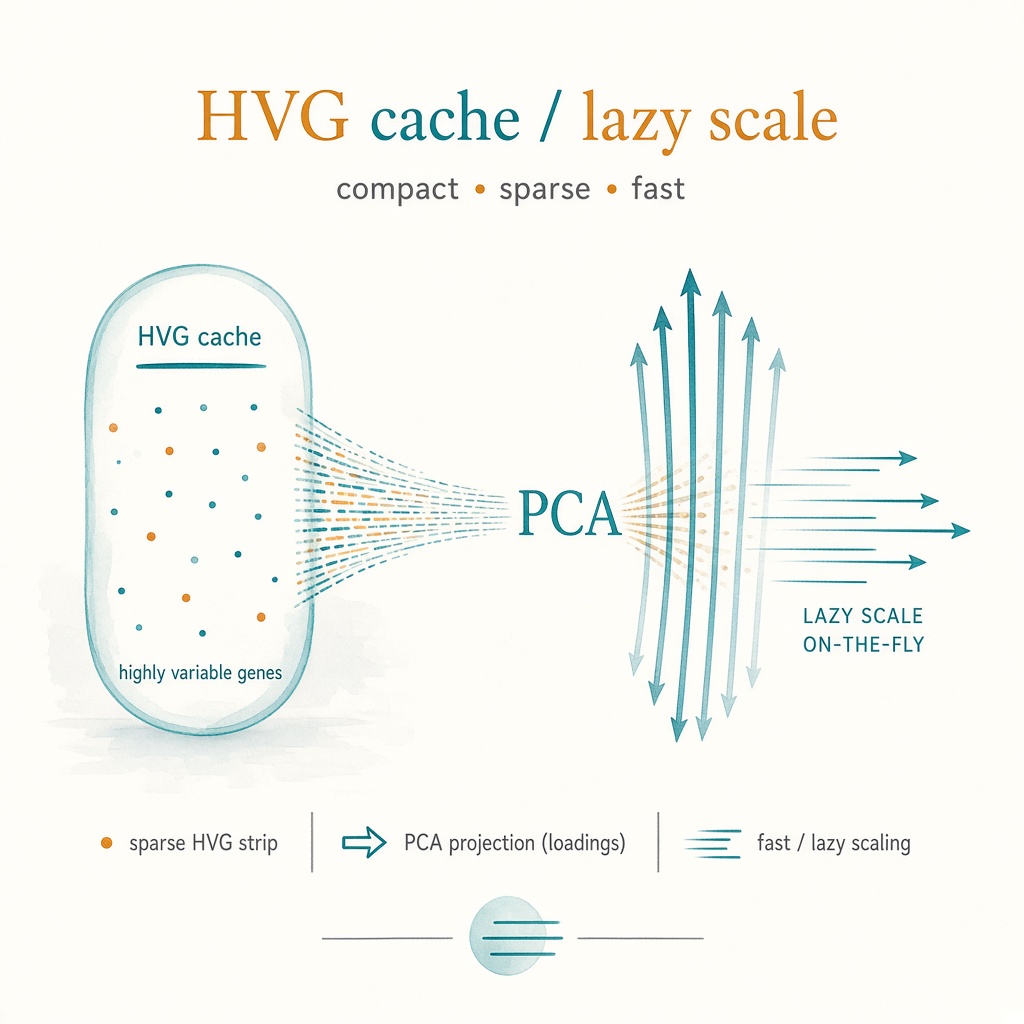 HVG cache / lazy scale
compact • sparse • fast
HVG cache
highly variable genes
PCA
LAZY SCALE
ON-THE-FLY
sparse HVG strip
PCA projection (loadings)
fast / lazy scaling